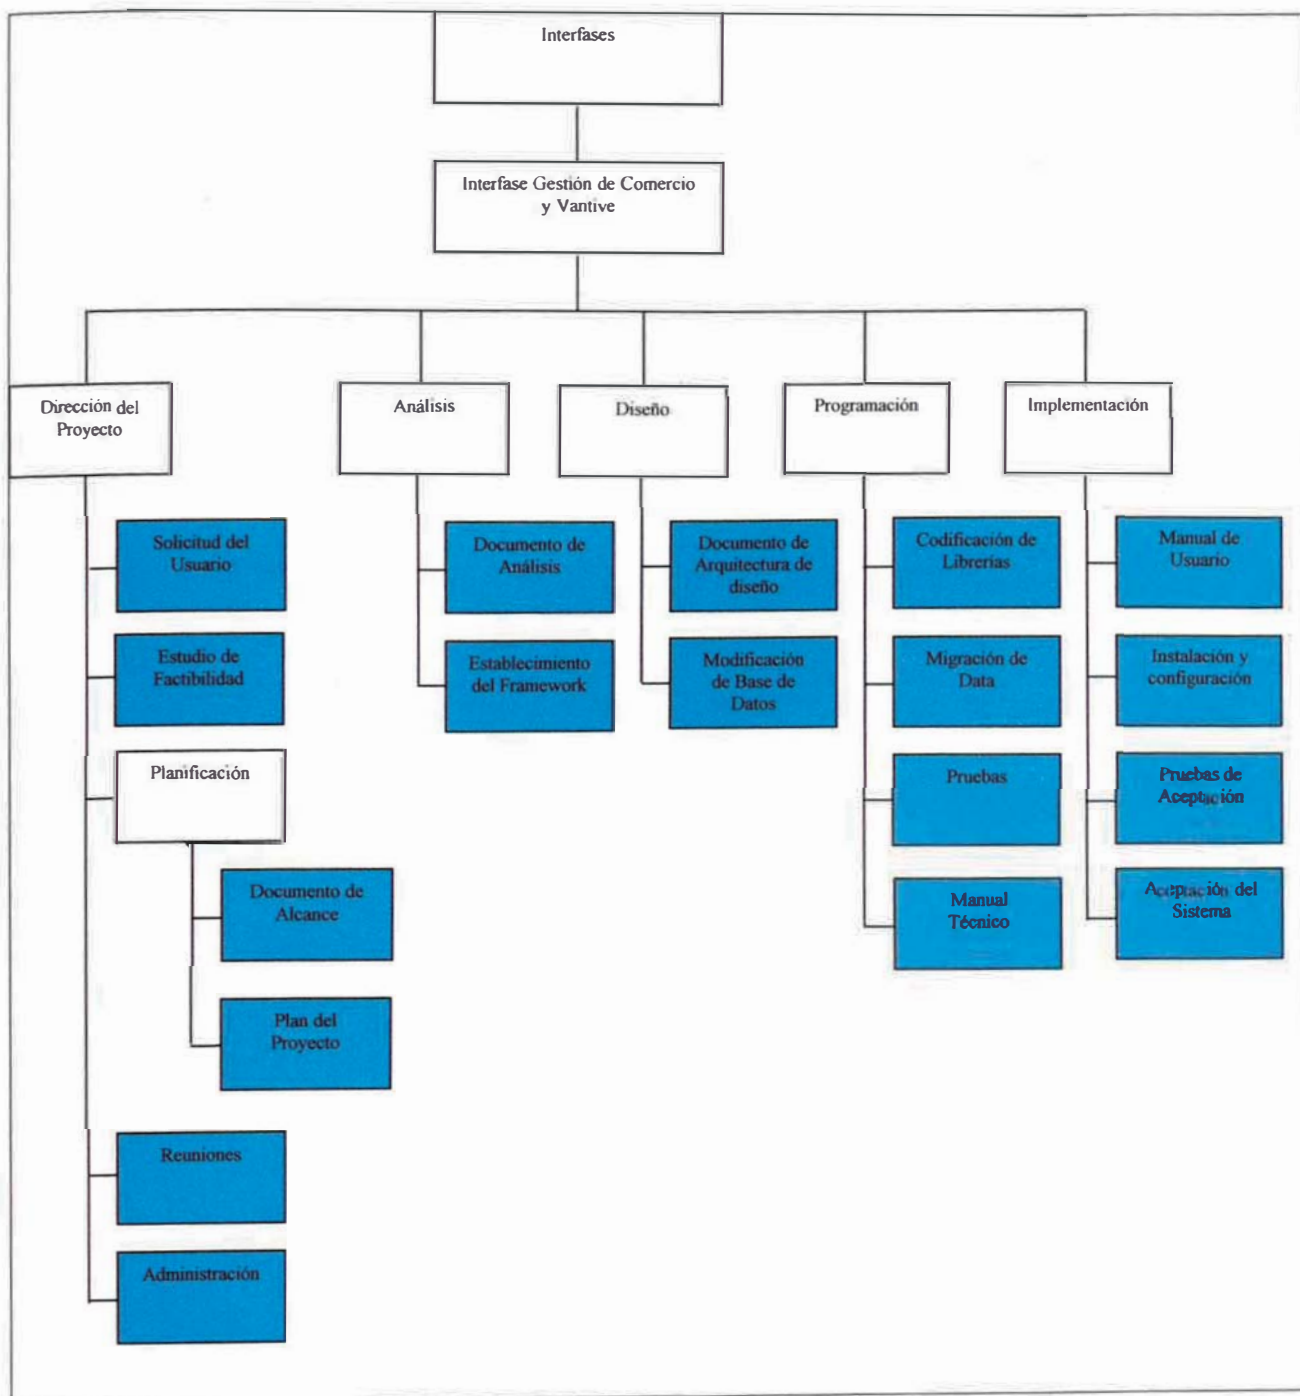 Interfases
Interfase Gestión de Comercio
y Vantive
Dirección del
Proyecto
Análisis
Diseño
Programación
Implementación
Solicitud del
Usuario
Documento de
Análisis
Documento de
Arquitectura de
diseño
Codificación de
Librerías
Manual de
Usuario
Estudio de
Factibilidad
Establecimiento
del Framework
Modificación
de Base de
Datos
Migración de
Data
Instalación y
configuración
Planificación
Pruebas
Pruebas de
Aceptación
Documento de
Alcance
Manual
Técnico
Aceptación del
Sistema
Plan del
Proyecto
Reuniones
Administración